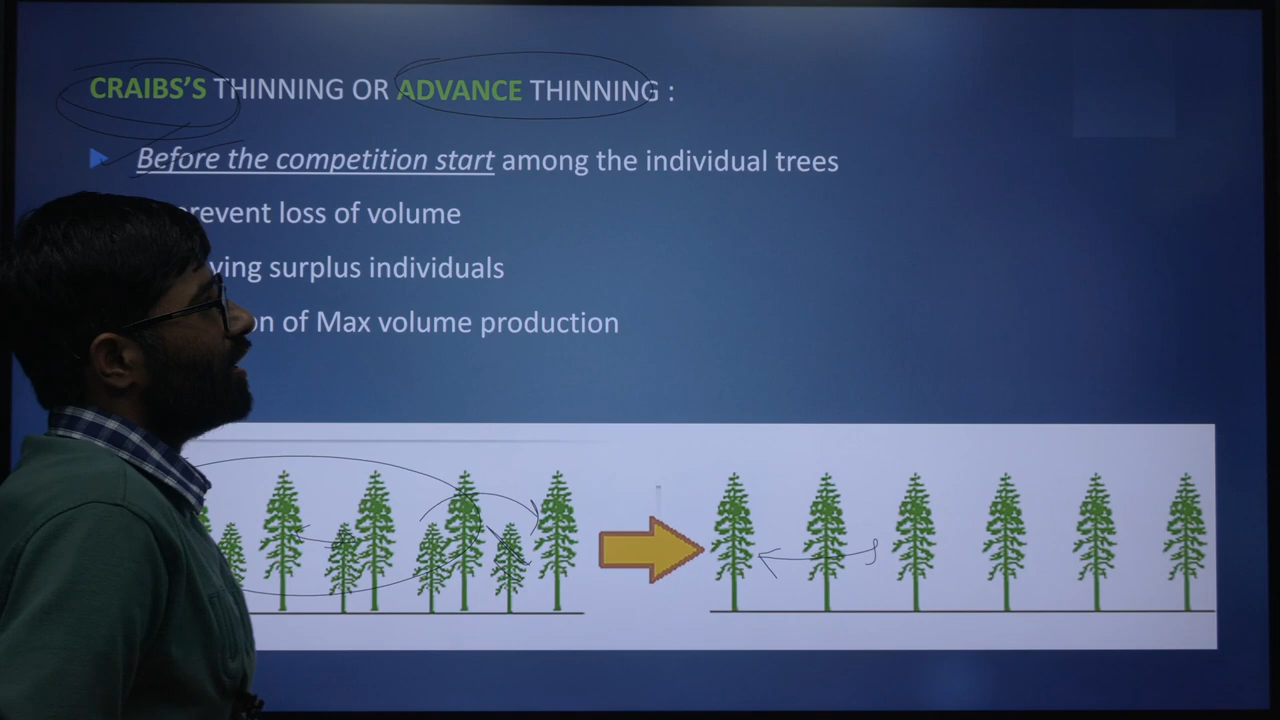 CRAIBS'S THINNING OR ADVANCE THINNING :
Before the competition start among the individual trees
prevent loss of volume
surplus individuals
of Max volume production